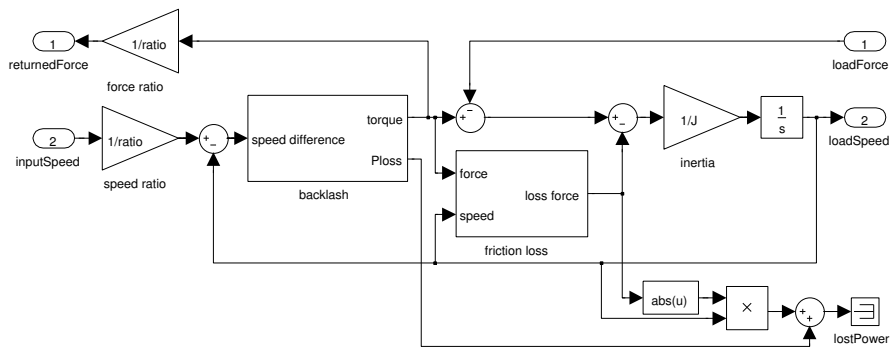 1
returnedForce
1/ratio
force ratio
1
loadForce
2
inputSpeed
1/ratio
speed ratio
+
−
speed difference
torque
Ploss
backlash
+
−
force
speed
loss force
friction loss
+
−
1/J
inertia
1
s
2
loadSpeed
abs(u)
×
+
+
lostPower